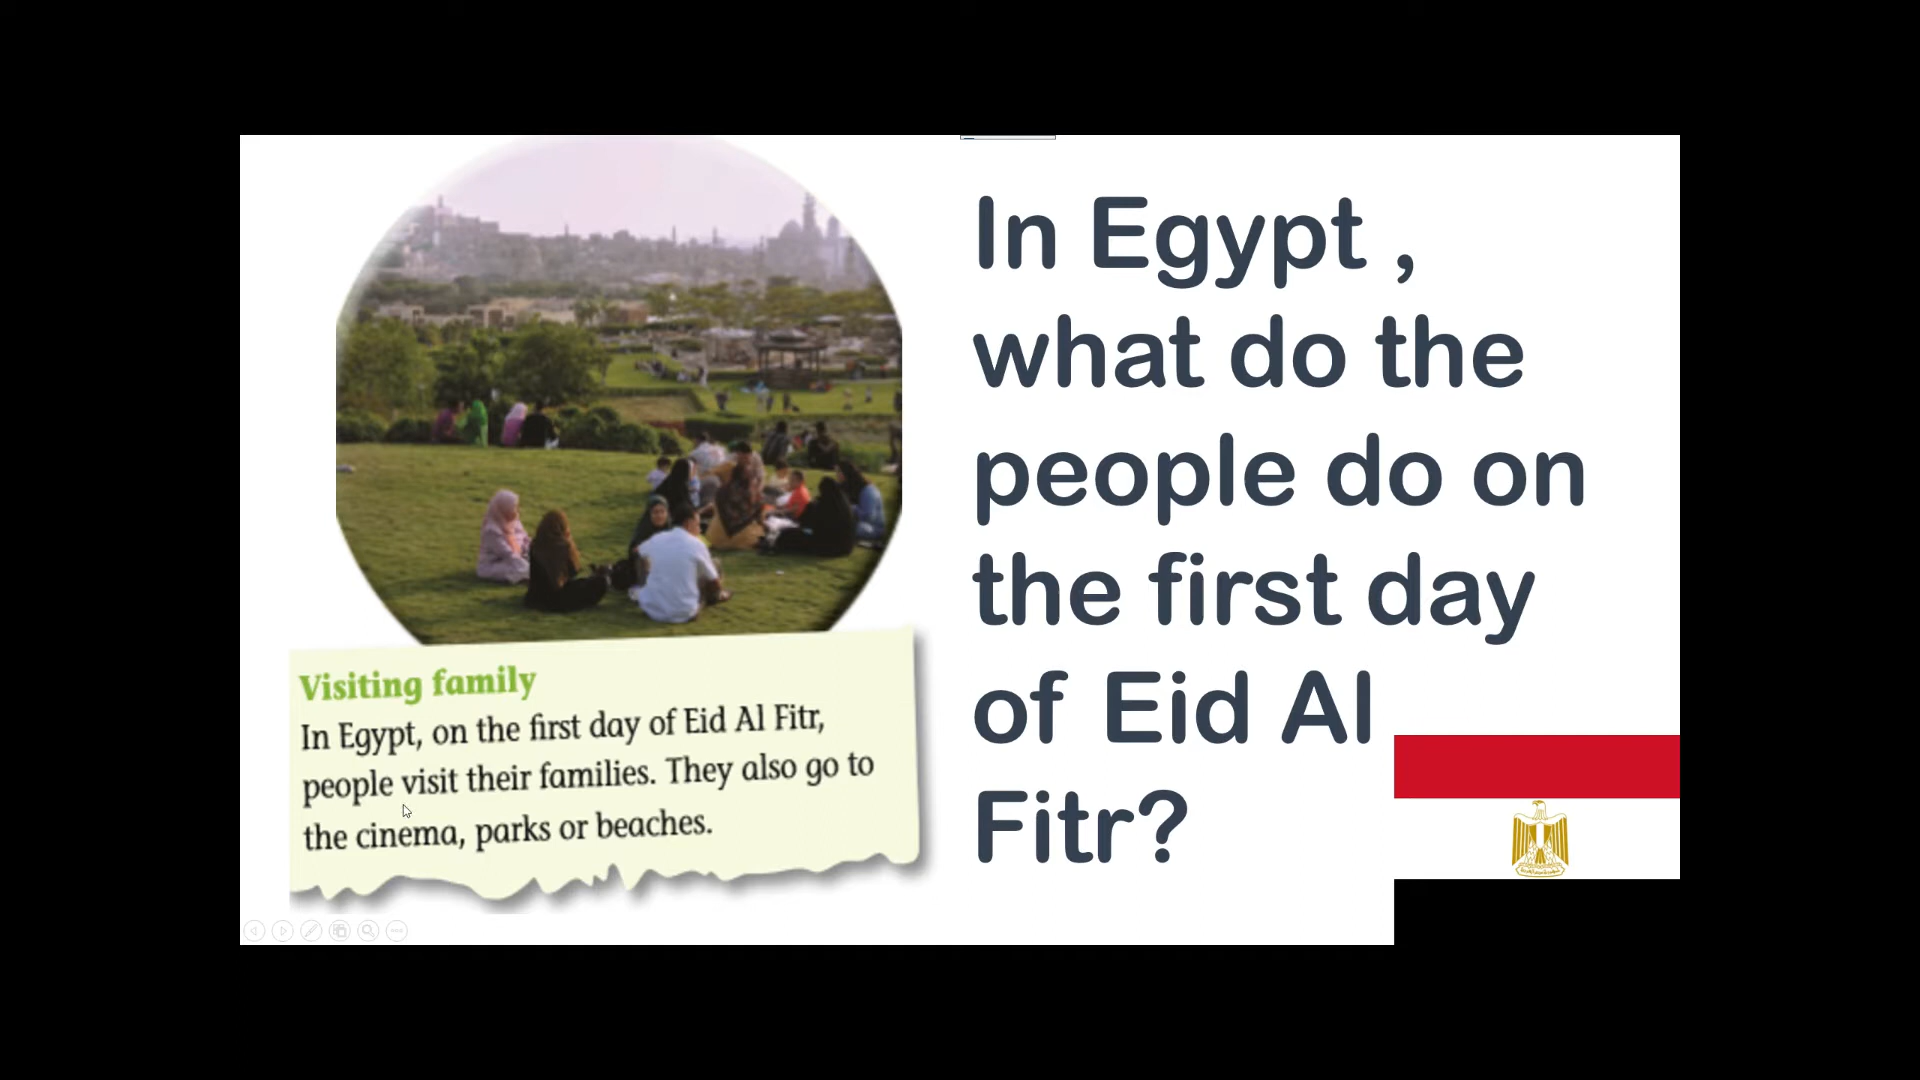 In Egypt ,
what do the
people do on
the first day
of Eid Al
Fitr?
Visiting family
In Egypt, on the first day of Eid Al Fitr,
people visit their families. They also go to
the cinema, parks or beaches.